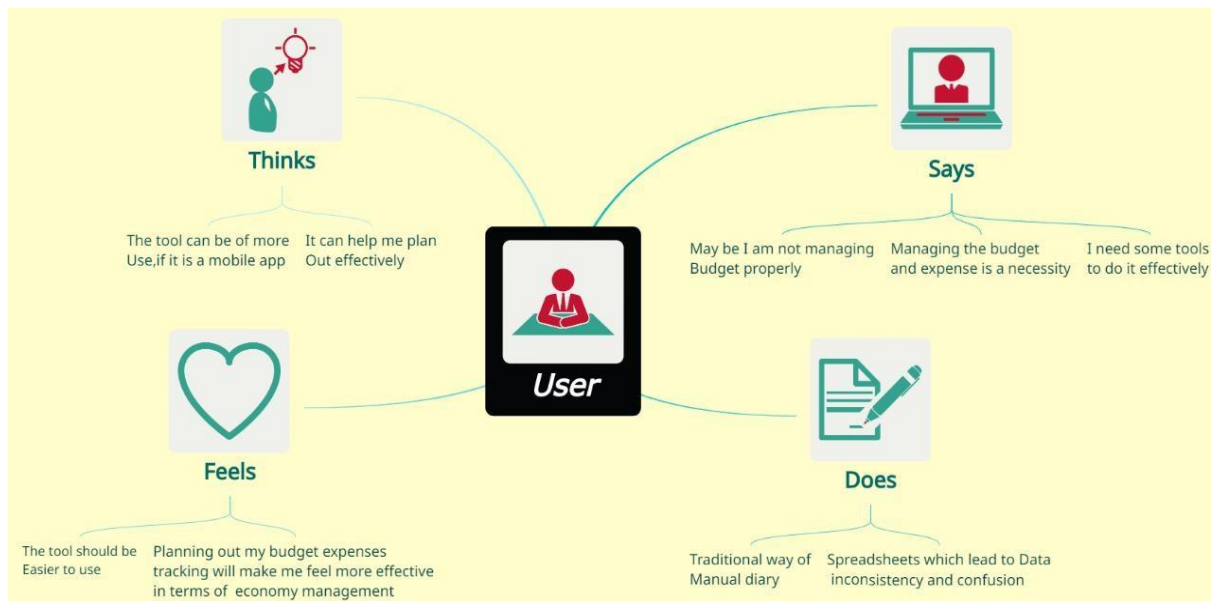 Thinks
The tool can be of more
Use,if it is a mobile app
It can help me plan
Out effectively
Says
May be I am not managing
Budget properly
Managing the budget
and expense is a necessity
I need some tools
to do it effectively
User
Feels
The tool should be
Easier to use
Planning out my budget expenses
tracking will make me feel more effective
in terms of economy management
Does
Traditional way of
Manual diary
Spreadsheets which lead to Data
inconsistency and confusion